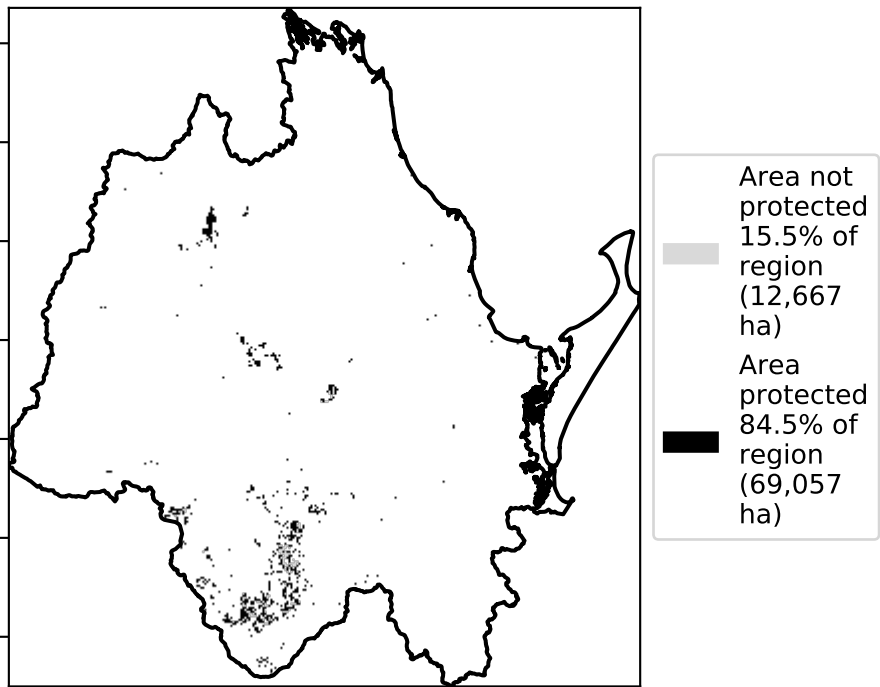 Area not
protected
15.5% of
region
(12,667
ha)
Area
protected
84.5% of
region
(69,057
ha)